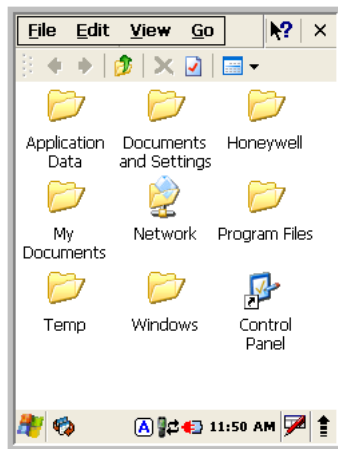 File Edit View Go ? ×
Application Data
Documents and Settings
Honeywell
My Documents
Network
Program Files
Temp
Windows
Control Panel
A 11:50 AM